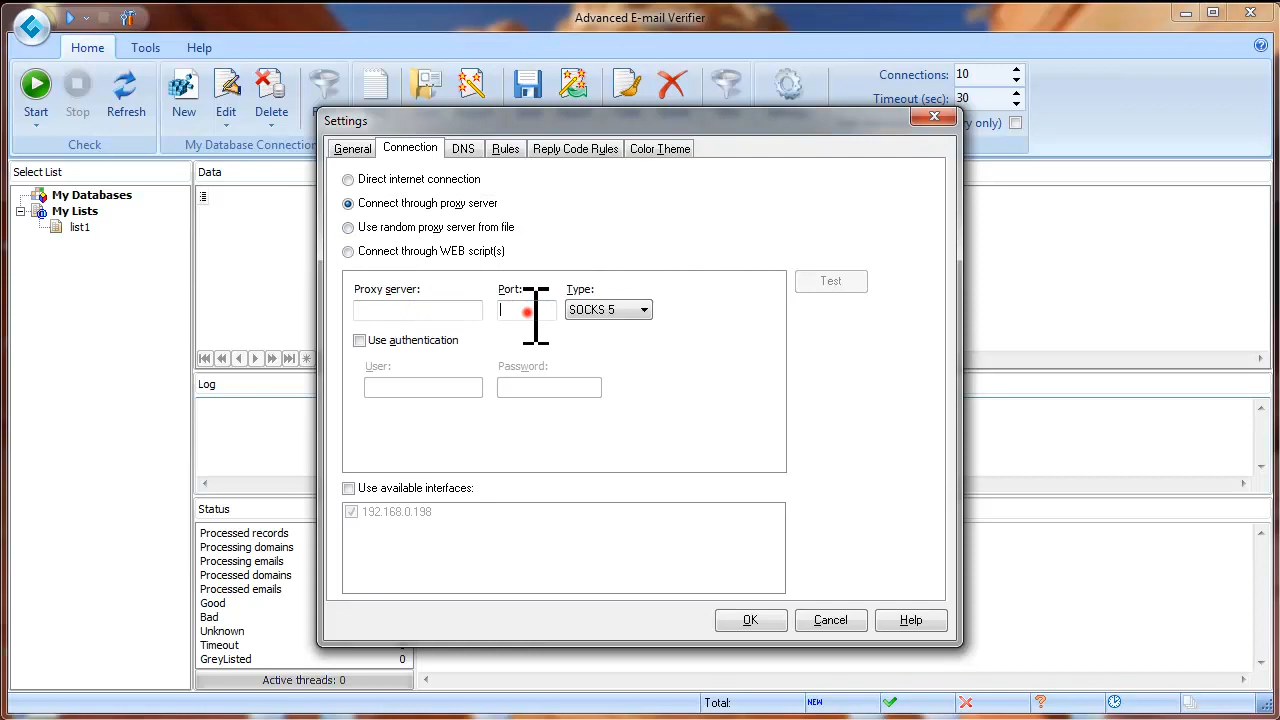 Advanced E-mail Verifier
Home Tools Help
Start Stop Refresh New Edit Delete
Connections: 10
Timeout (sec): 30
Check My Database Connection
Settings
General Connection DNS Rules Reply Code Rules Color Theme
Select List Data
My Databases
My Lists
list1
Direct internet connection
Connect through proxy server
Use random proxy server from file
Connect through WEB script(s)
Proxy server: Port: Type:
SOCKS 5
Test
Use authentication
User: Password:
Log
Use available interfaces:
192.168.0.198
Status
Processed records
Processing domains
Processing emails
Processed domains
Processed emails
Good
Bad
Unknown
Timeout
GreyListed 0
OK Cancel Help
Active threads: 0
Total: NEW